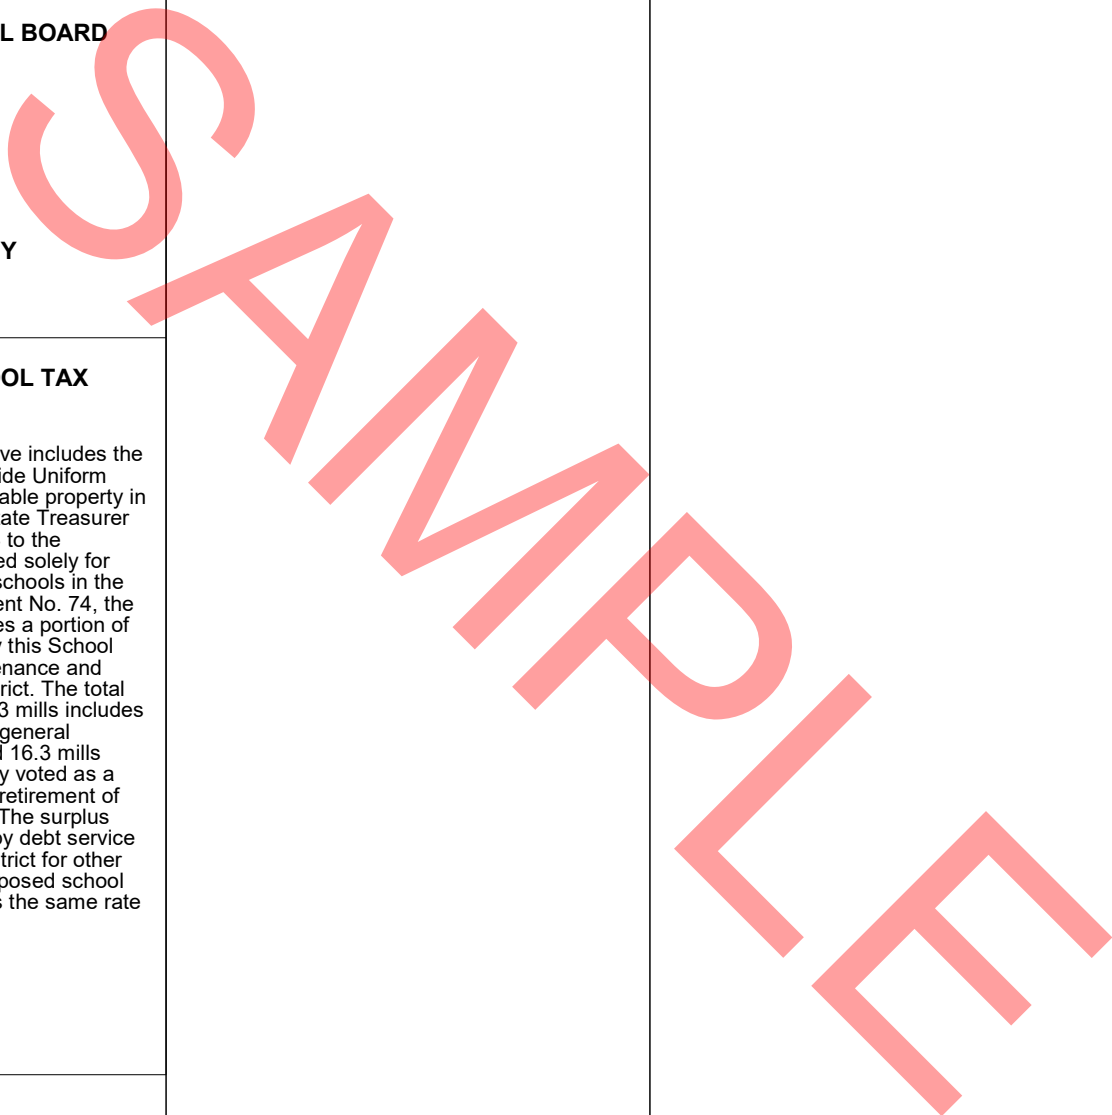 L BOARD
Y
OOL TAX
ve includes the
ide Uniform
able property in
ate Treasurer
to the
ed solely for
schools in the
ent No. 74, the
es a portion of
this School
enance and
rict. The total
3 mills includes
general
16.3 mills
y voted as a
retirement of
The surplus
by debt service
trict for other
posed school
s the same rate
SAMPLE